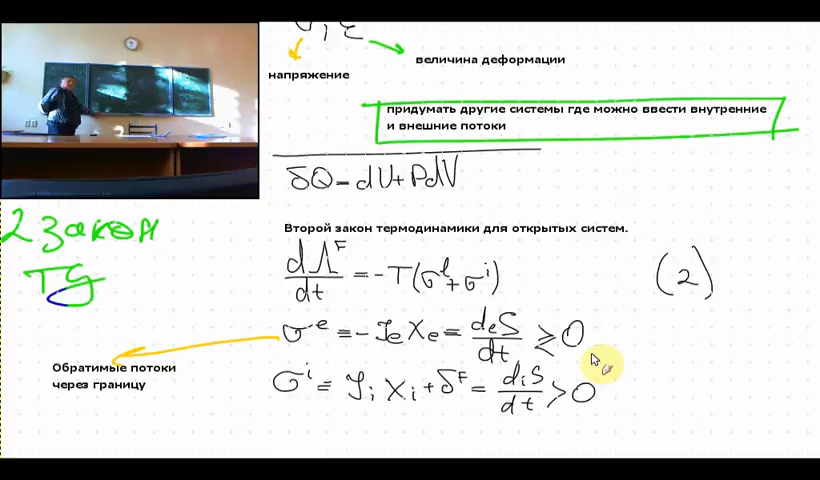 σ i ε
величина деформации
напряжение
придумать другие системы где можно ввести внутренние
и внешние потоки
δQ = dU + PdV
2 закон
ТД
Второй закон термодинамики для открытых систем.
dΛ^F/dt = -T(σ^e + σ^i) (2)
σ^e ≡ -J_e X_e = d_eS/dt ≷ 0
Обратимые потоки
через границу
σ^i ≡ J_i X_i + δ^F = d_iS/dt > 0